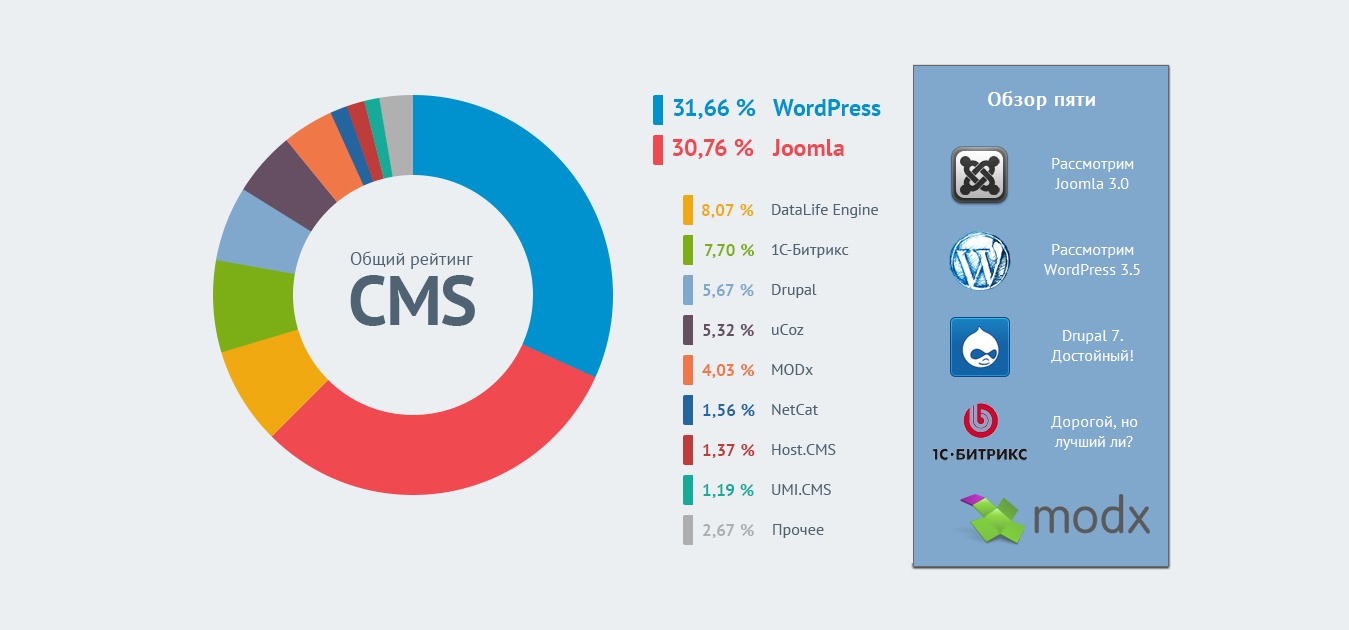 Общий рейтинг
CMS
31,66 % WordPress
30,76 % Joomla
8,07 % DataLife Engine
7,70 % 1С-Битрикс
5,67 % Drupal
5,32 % uCoz
4,03 % MODx
1,56 % NetCat
1,37 % Host.CMS
1,19 % UMI.CMS
2,67 % Прочее
Обзор пяти
Рассмотрим
Joomla 3.0
Рассмотрим
WordPress 3.5
Drupal 7.
Достойный!
Дорогой, но
лучший ли?
1С·БИТРИКС
modx